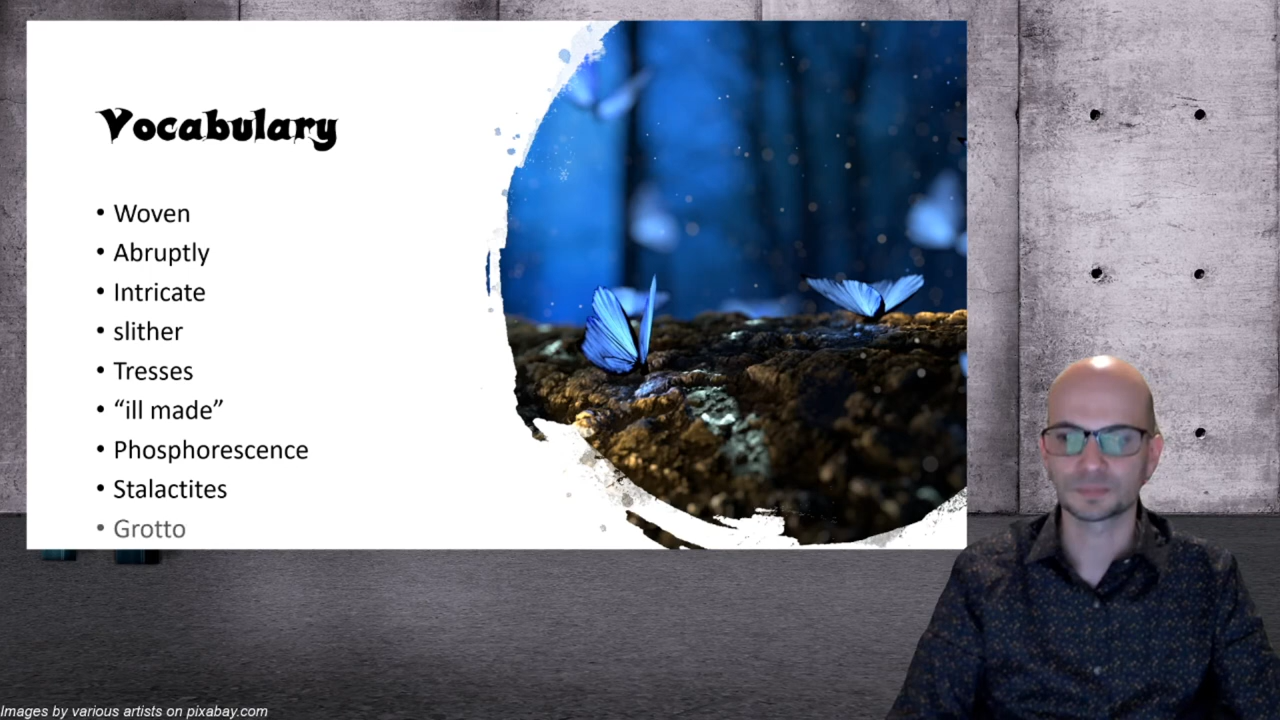 Vocabulary
• Woven
• Abruptly
• Intricate
• slither
• Tresses
• “ill made”
• Phosphorescence
• Stalactites
• Grotto
Images by various artists on pixabay.com